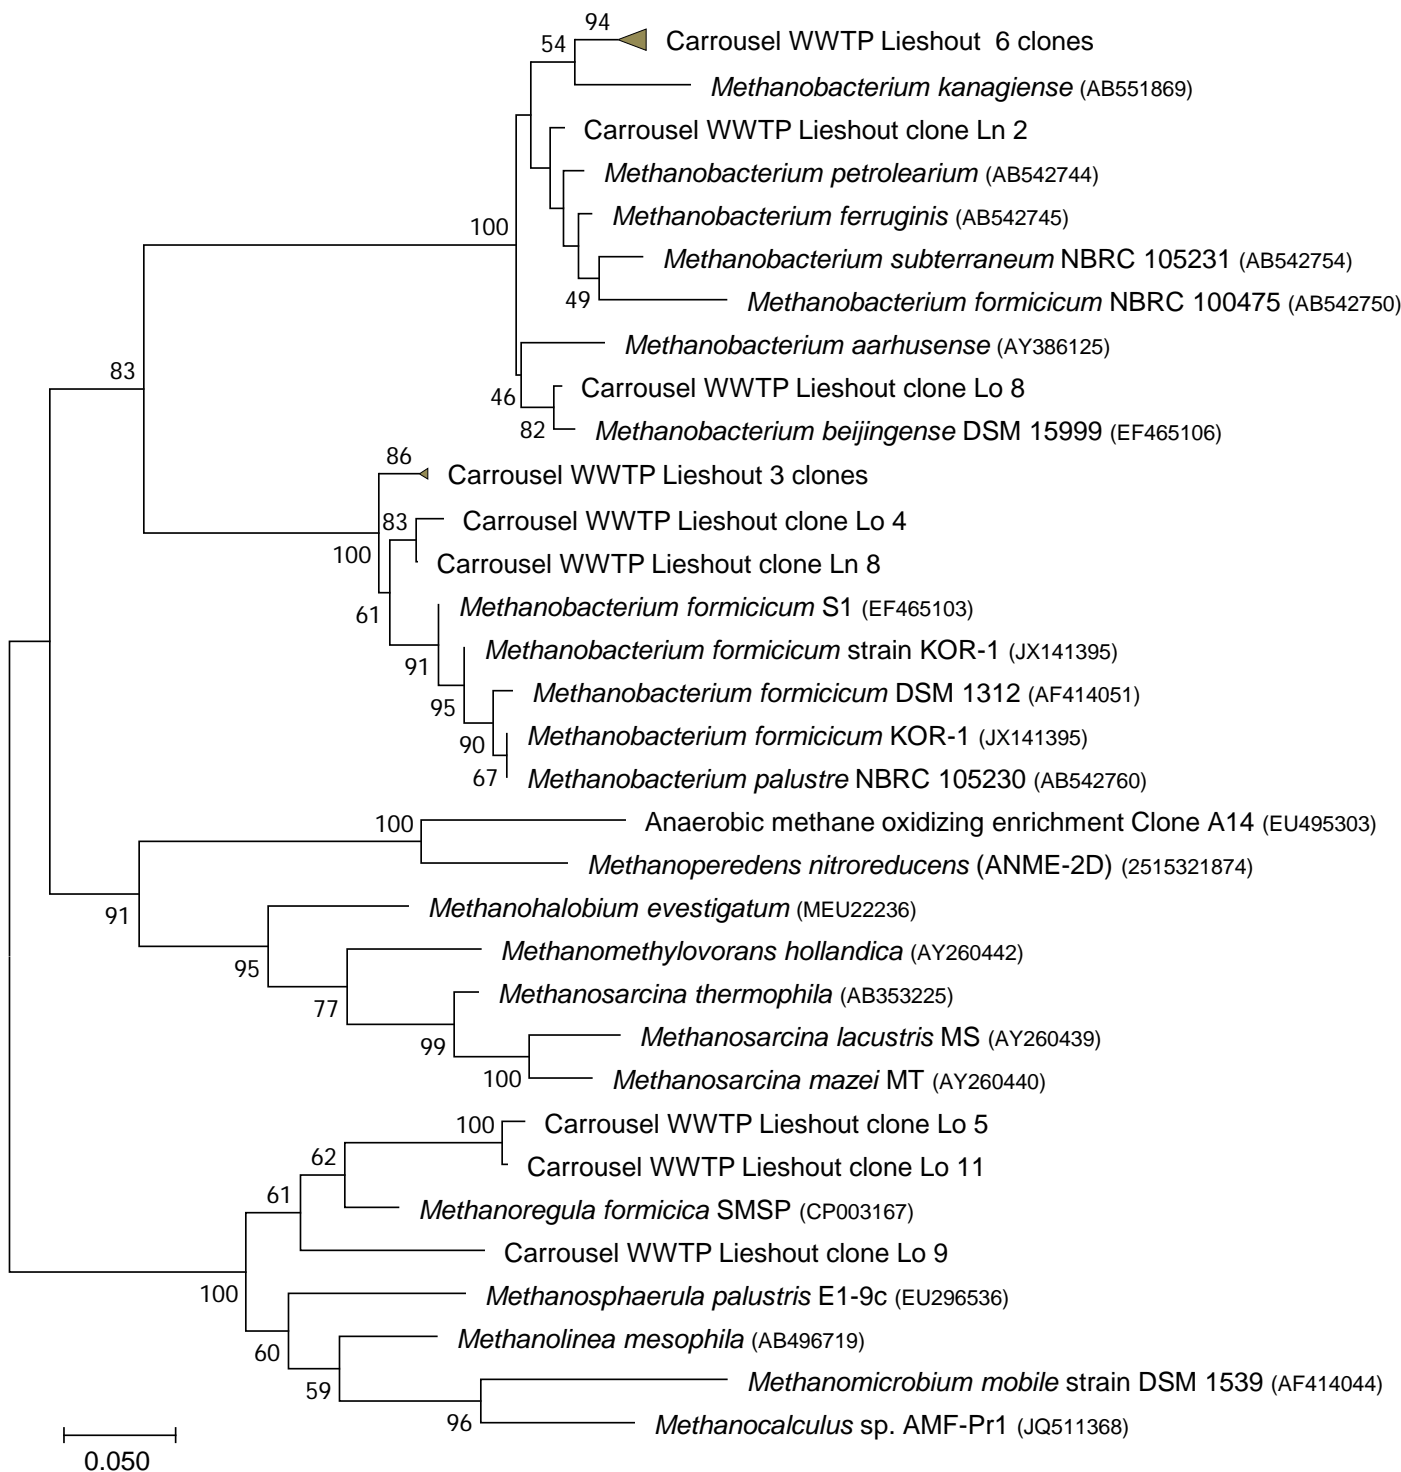 94
Carrousel WWTP Lieshout 6 clones
54
Methanobacterium kanagiense (AB551869)
Carrousel WWTP Lieshout clone Ln 2
Methanobacterium petrolearium (AB542744)
Methanobacterium ferruginis (AB542745)
100
Methanobacterium subterraneum NBRC 105231 (AB542754)
49
Methanobacterium formicicum NBRC 100475 (AB542750)
Methanobacterium aarhusense (AY386125)
83
46
Carrousel WWTP Lieshout clone Lo 8
82
Methanobacterium beijingense DSM 15999 (EF465106)
86
Carrousel WWTP Lieshout 3 clones
83
Carrousel WWTP Lieshout clone Lo 4
100
Carrousel WWTP Lieshout clone Ln 8
61
Methanobacterium formicicum S1 (EF465103)
91
Methanobacterium formicicum strain KOR-1 (JX141395)
95
Methanobacterium formicicum DSM 1312 (AF414051)
90
Methanobacterium formicicum KOR-1 (JX141395)
67
Methanobacterium palustre NBRC 105230 (AB542760)
100
Anaerobic methane oxidizing enrichment Clone A14 (EU495303)
Methanoperedens nitroreducens (ANME-2D) (2515321874)
91
Methanohalobium evestigatum (MEU22236)
95
Methanomethylovorans hollandica (AY260442)
77
Methanosarcina thermophila (AB353225)
99
Methanosarcina lacustris MS (AY260439)
100
Methanosarcina mazei MT (AY260440)
100
Carrousel WWTP Lieshout clone Lo 5
62
Carrousel WWTP Lieshout clone Lo 11
61
Methanoregula formicica SMSP (CP003167)
Carrousel WWTP Lieshout clone Lo 9
100
Methanosphaerula palustris E1-9c (EU296536)
60
Methanolinea mesophila (AB496719)
59
Methanomicrobium mobile strain DSM 1539 (AF414044)
96
Methanocalculus sp. AMF-Pr1 (JQ511368)
0.050